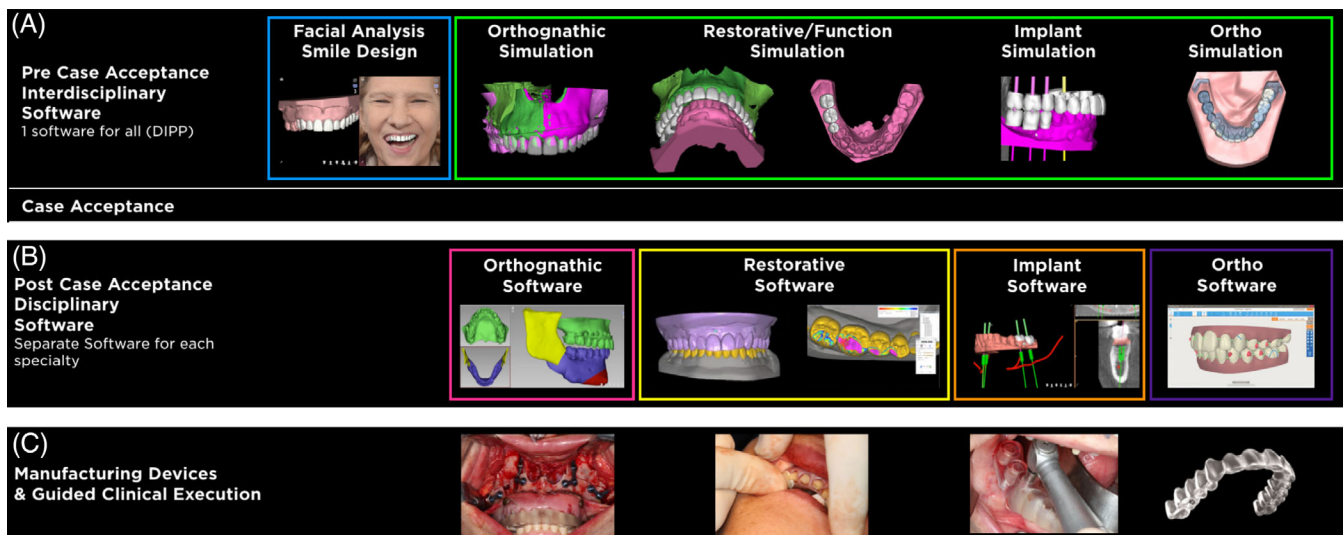 (A)
Facial Analysis
Smile Design
Orthognathic
Simulation
Restorative/Function
Simulation
Implant
Simulation
Ortho
Simulation
Pre Case Acceptance
Interdisciplinary
Software
1 software for all (DIPP)
Case Acceptance
(B)
Post Case Acceptance
Disciplinary
Software
Separate Software for each
specialty
Orthognathic
Software
Restorative
Software
Implant
Software
Ortho
Software
(C)
Manufacturing Devices
& Guided Clinical Execution